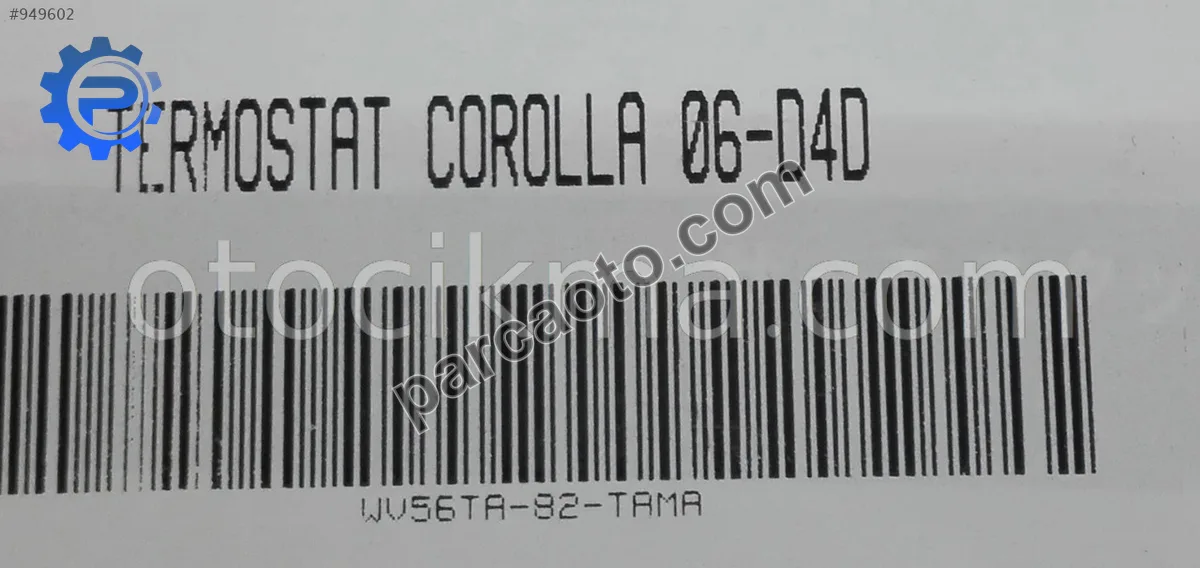 #949602
TERMOSTAT COROLLA 06-D4D
otocikma.com
parcaoto.com
WV56TA-82-TAMA